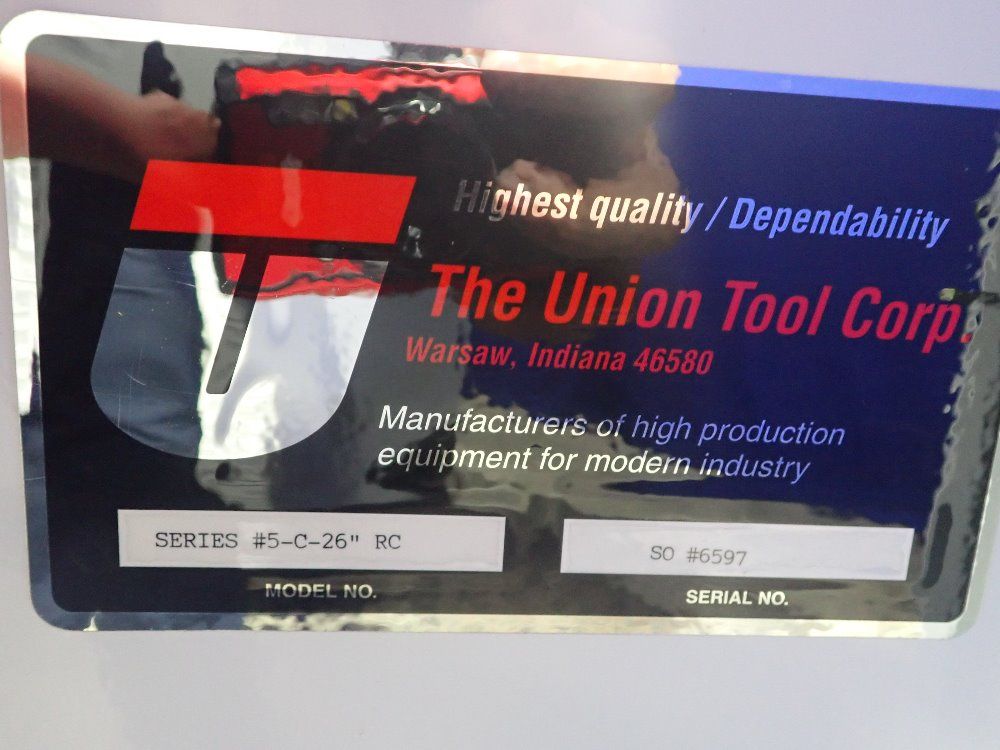 Highest quality / Dependability
The Union Tool Corp.
Warsaw, Indiana 46580
Manufacturers of high production
equipment for modern industry
SERIES #5-C-26" RC
SO #6597
MODEL NO.
SERIAL NO.